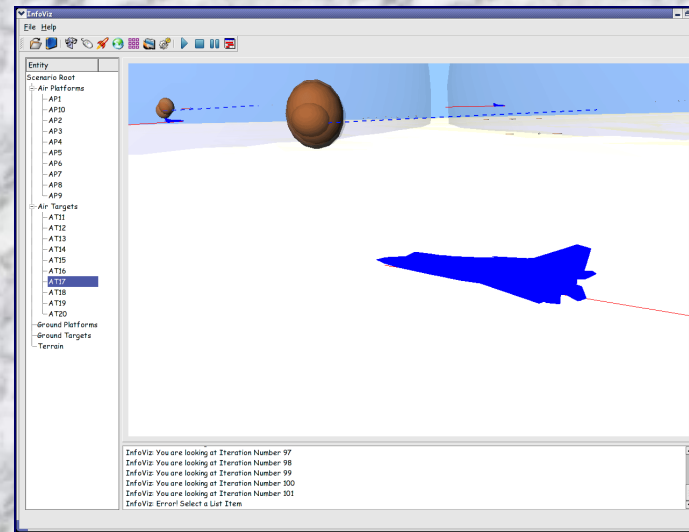 InfoViz
File Help
Entity
Scenario Root
Air Platforms
AP1
AP10
AP2
AP3
AP4
AP5
AP6
AP7
AP8
AP9
Air Targets
AT11
AT12
AT13
AT14
AT15
AT16
AT17
AT18
AT19
AT20
Ground Platforms
Ground Targets
Terrain
InfoViz: You are looking at Iteration Number 97
InfoViz: You are looking at Iteration Number 98
InfoViz: You are looking at Iteration Number 99
InfoViz: You are looking at Iteration Number 100
InfoViz: You are looking at Iteration Number 101
InfoViz: Error! Select a List Item